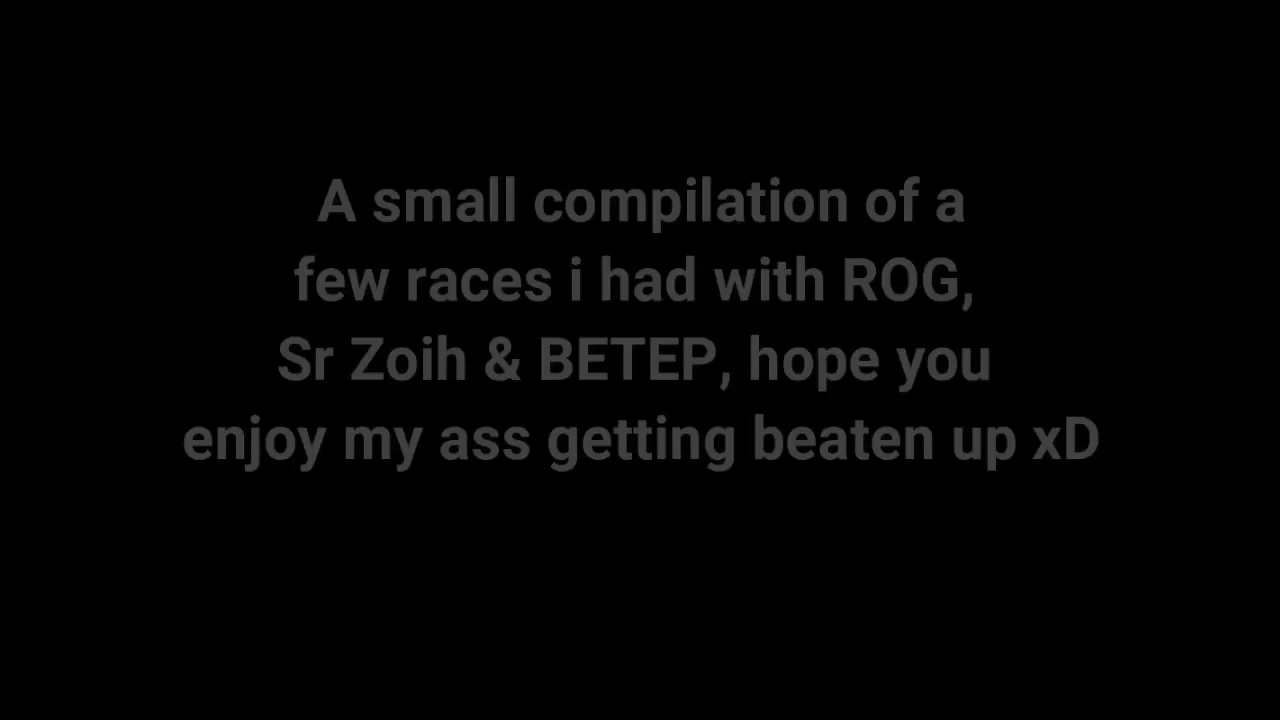 A small compilation of a
few races i had with ROG,
Sr Zoih & BETEP, hope you
enjoy my ass getting beaten up xD